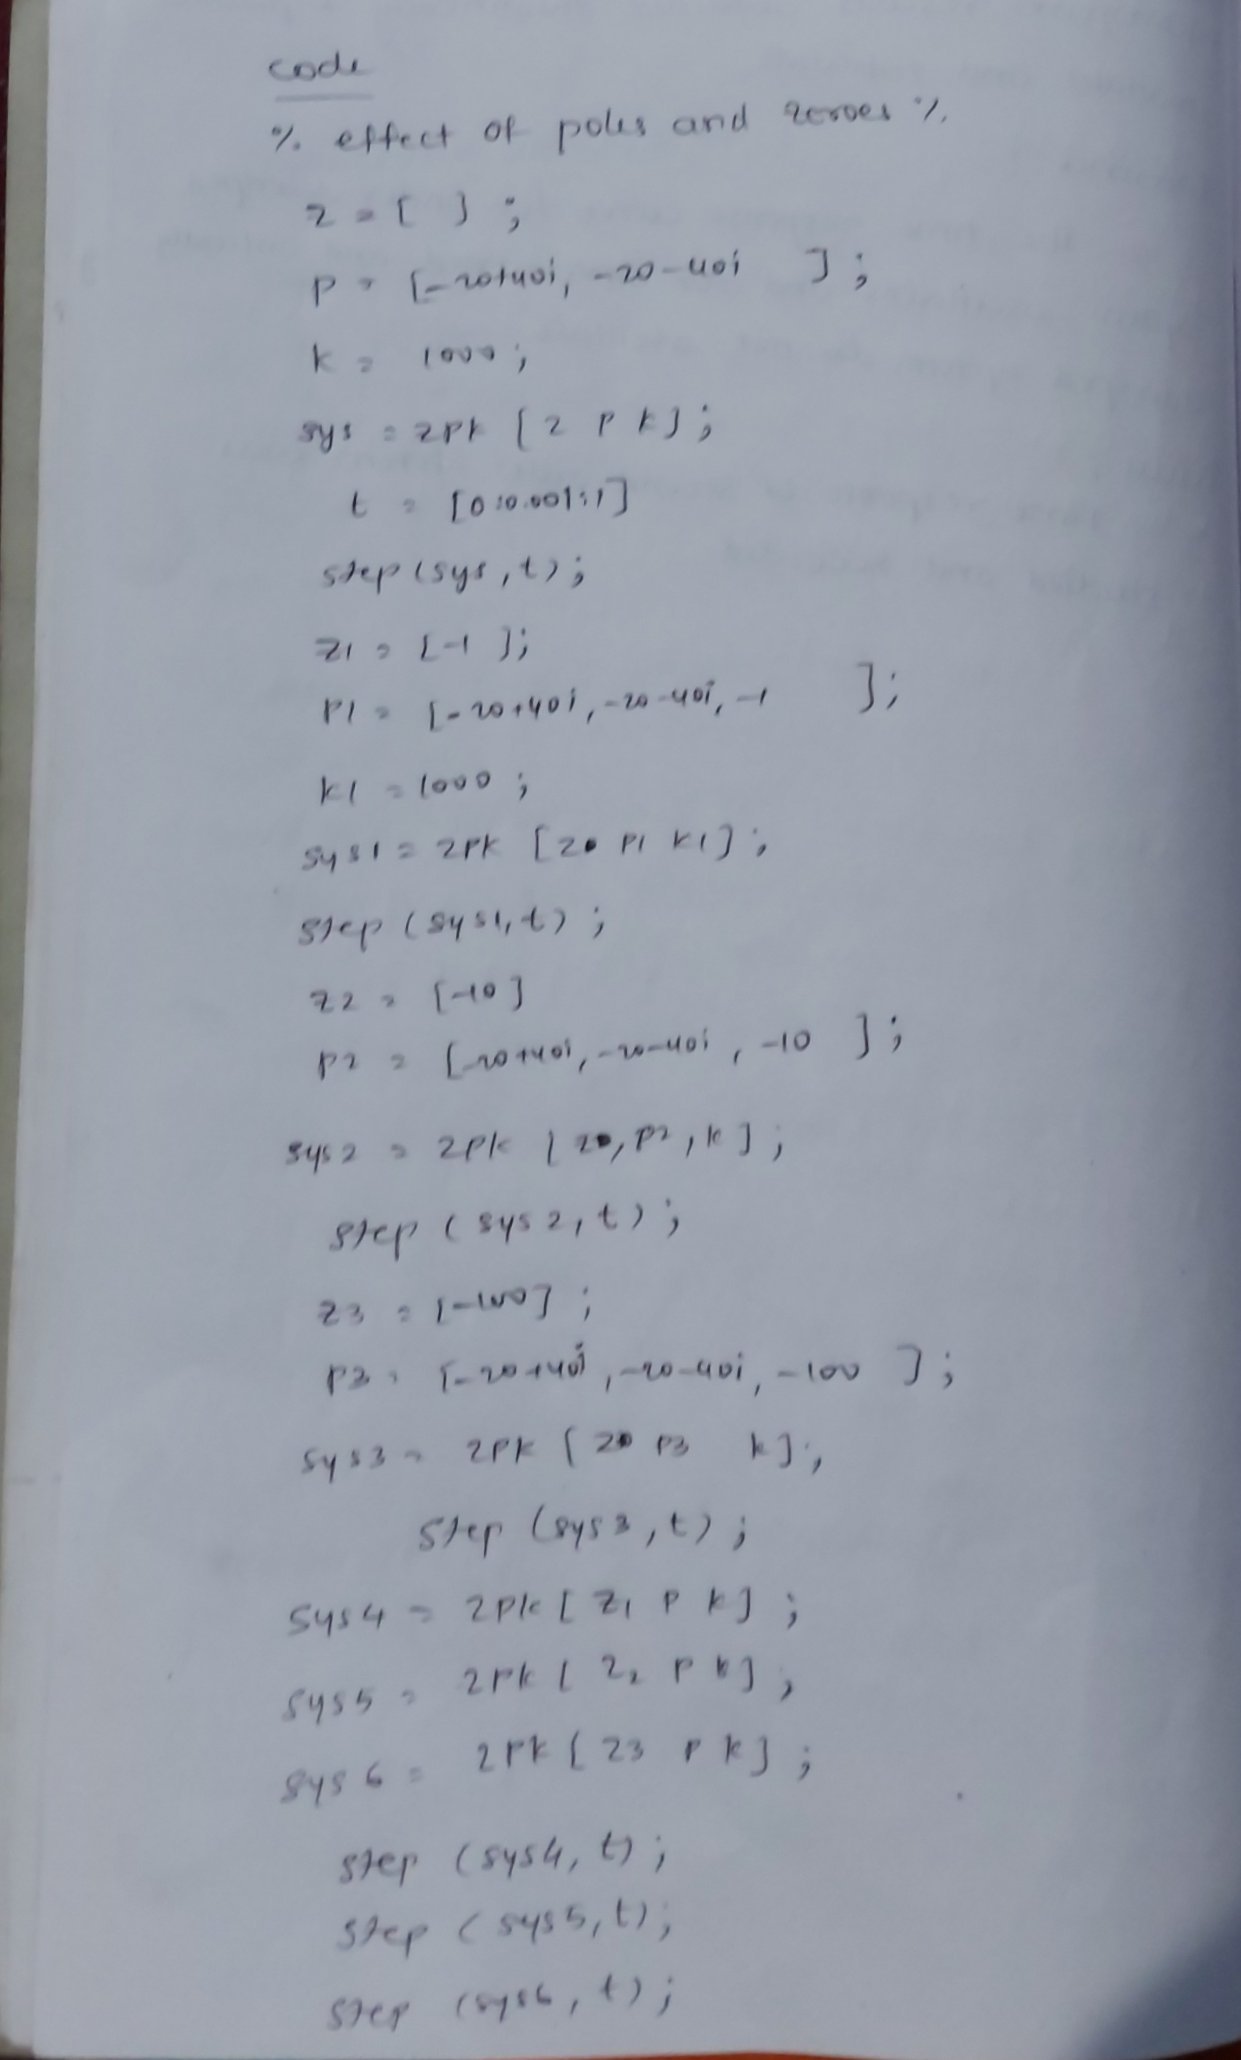 code
% effect of poles and zeroes %
z = [ ] ;
P = [-20+40i, -20-40i ] ;
k = 1000 ;
sys = zpk [z p k] ;
t = [0:0.001:1]
step (sys, t) ;
z1 = [-1 ];
P1 = [-20+40i, -20-40i, -1 ];
k1 = 1000 ;
sys1 = zpk [z P1 k1] ;
step (sys1, t) ;
z2 = [-10]
P2 = [-20+40i, -20-40i, -10 ] ;
sys2 = zpk [z, P2, k] ;
step (sys2, t) ;
z3 = [-100] ;
P3 = [-20+40i, -20-40i, -100 ] ;
sys3 = zpk [z P3 k] ;
step (sys3, t) ;
sys4 = zpk [ z1 P k] ;
sys5 = zpk [ z2 P k] ;
sys6 = zpk [z3 P k] ;
step (sys4, t) ;
step (sys5, t) ;
step (sys6, t) ;